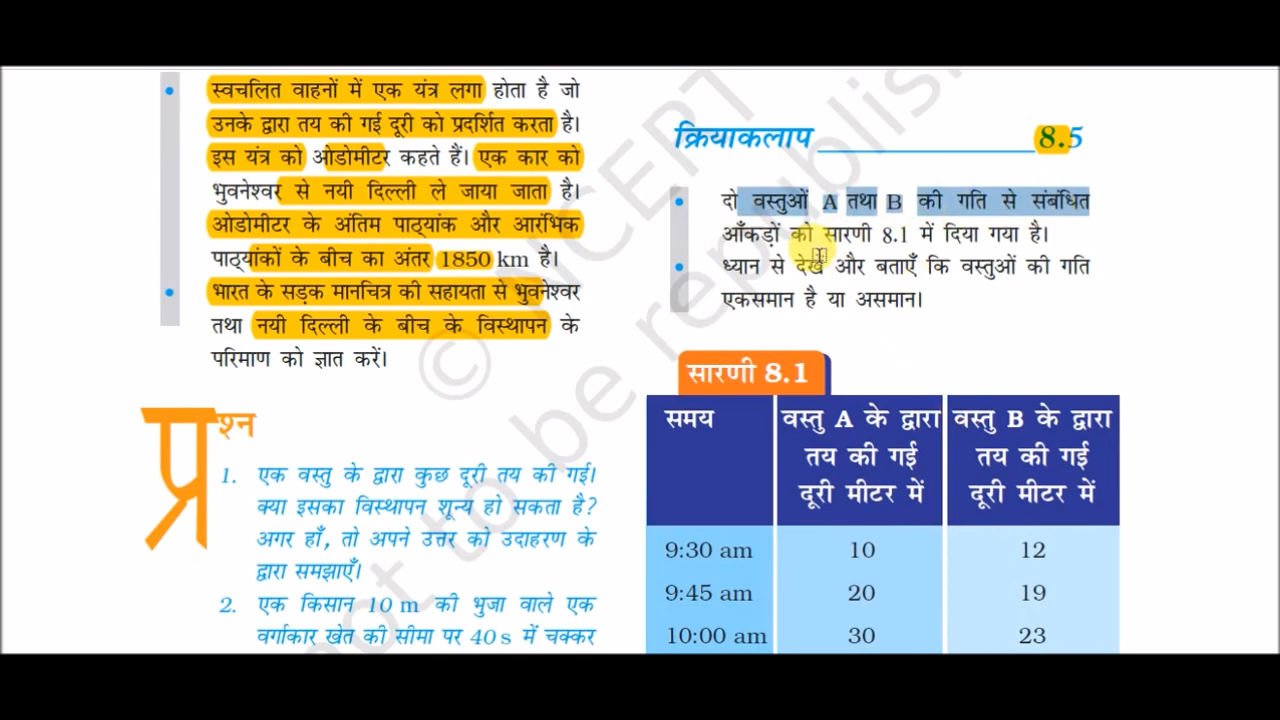 स्वचलित वाहनों में एक यंत्र लगा होता है जो
उनके द्वारा तय की गई दूरी को प्रदर्शित करता है।
इस यंत्र को ओडोमीटर कहते हैं। एक कार को
भुवनेश्वर से नयी दिल्ली ले जाया जाता है।
ओडोमीटर के अंतिम पाठ्यांक और आरंभिक
पाठ्यांकों के बीच का अंतर 1850 km है।
भारत के सड़क मानचित्र की सहायता से भुवनेश्वर
तथा नयी दिल्ली के बीच के विस्थापन के
परिमाण को ज्ञात करें।
प्रश्न
1. एक वस्तु के द्वारा कुछ दूरी तय की गई।
क्या इसका विस्थापन शून्य हो सकता है?
अगर हाँ, तो अपने उत्तर को उदाहरण के
द्वारा समझाएँ।
2. एक किसान 10 m की भुजा वाले एक
वर्गाकार खेत की सीमा पर 40 s में चक्कर
क्रियाकलाप 8.5
दो वस्तुओं A तथा B की गति से संबंधित
आँकड़ों को सारणी 8.1 में दिया गया है।
ध्यान से देखें और बताएँ कि वस्तुओं की गति
एकसमान है या असमान।
सारणी 8.1
समय वस्तु A के द्वारा वस्तु B के द्वारा
तय की गई तय की गई
दूरी मीटर में दूरी मीटर में
9:30 am 10 12
9:45 am 20 19
10:00 am 30 23
© NCERT
not to be republish